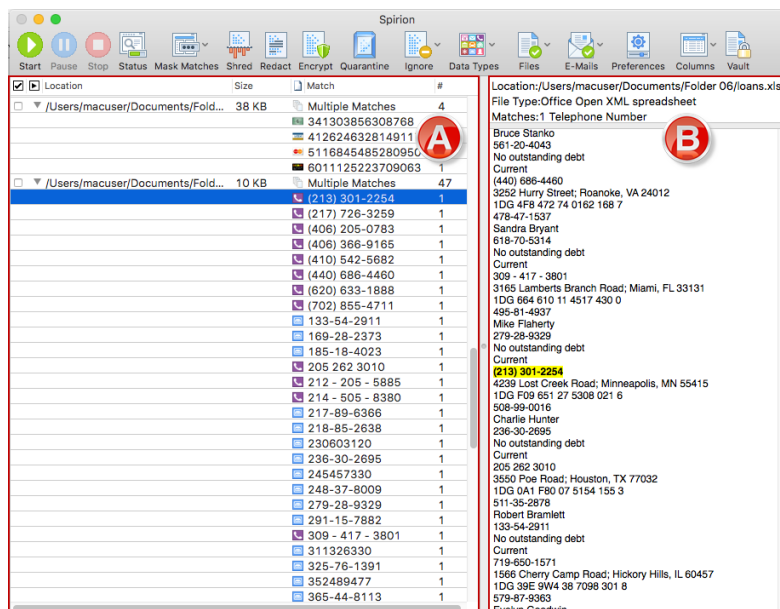 Spirion
Start Pause Stop Status Mask Matches Shred Redact Encrypt Quarantine Ignore Data Types Files E-Mails Preferences Columns Vault
Location Size Match #
/Users/macuser/Documents/Fold... 38 KB Multiple Matches 4
341303856308768
412624632814911
5116845485280950
6011125223709063 1
/Users/macuser/Documents/Fold... 10 KB Multiple Matches 47
(213) 301-2254 1
(217) 726-3259 1
(406) 205-0783 1
(406) 366-9165 1
(410) 542-5682 1
(440) 686-4460 1
(620) 633-1888 1
(702) 855-4711 1
133-54-2911 1
169-28-2373 1
185-18-4023 1
205 262 3010 1
212 - 205 - 5885 1
214 - 505 - 8380 1
217-89-6366 1
218-85-2638 1
230603120 1
236-30-2695 1
245457330 1
248-37-8009 1
279-28-9329 1
291-15-7882 1
309 - 417 - 3801 1
311326330 1
325-76-1391 1
352489477 1
365-44-8113 1
A
Location:/Users/macuser/Documents/Folder 06/loans.xls
File Type:Office Open XML spreadsheet
Matches:1 Telephone Number
B
Bruce Stanko
561-20-4043
No outstanding debt
Current
(440) 686-4460
3252 Hurry Street; Roanoke, VA 24012
1DG 4F8 472 74 0162 168 7
478-47-1537
Sandra Bryant
618-70-5314
No outstanding debt
Current
309 - 417 - 3801
3165 Lamberts Branch Road; Miami, FL 33131
1DG 664 610 11 4517 430 0
495-81-4937
Mike Flaherty
279-28-9329
No outstanding debt
Current
(213) 301-2254
4239 Lost Creek Road; Minneapolis, MN 55415
1DG F09 651 27 5308 021 6
508-99-0016
Charlie Hunter
236-30-2695
No outstanding debt
Current
205 262 3010
3550 Poe Road; Houston, TX 77032
1DG 0A1 F80 07 5154 155 3
511-35-2878
Robert Bramlett
133-54-2911
No outstanding debt
Current
719-650-1571
1566 Cherry Camp Road; Hickory Hills, IL 60457
1DG 39E 9W4 38 7098 301 8
579-87-9363
Evelyn Goodwin